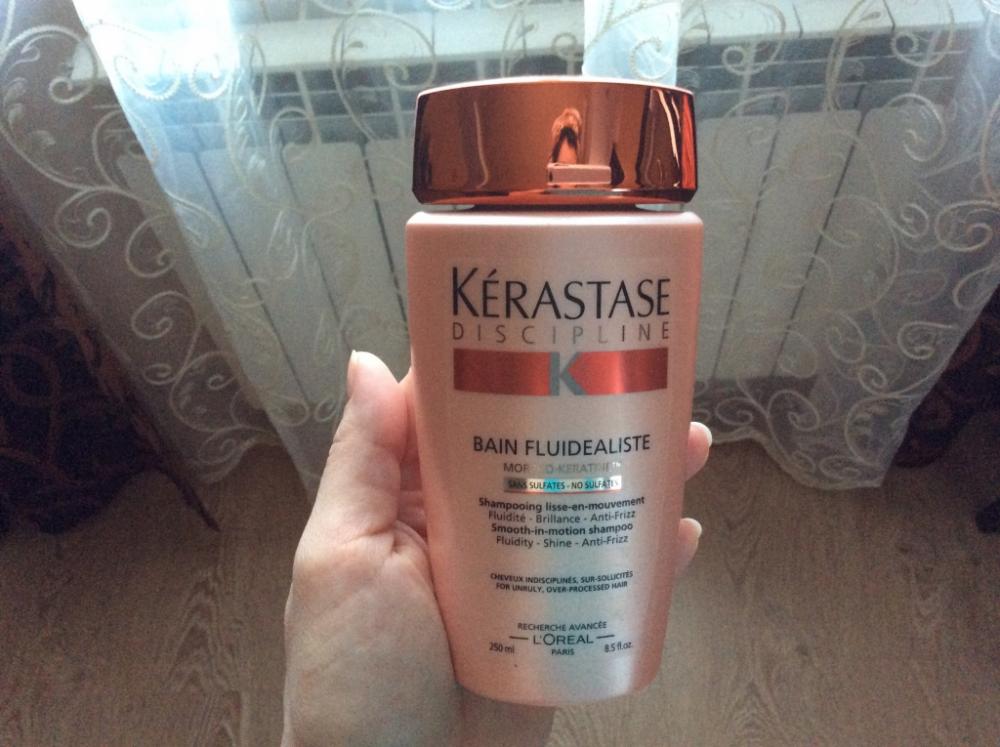 KÉRASTASE
DISCIPLINE
K
BAIN FLUIDEALISTE
MORPHO-KERATINE™
SANS SULFATES - NO SULFATES
Shampooing lisse-en-mouvement
Fluidité - Brillance - Anti-Frizz
Smooth-in-motion shampoo
Fluidity - Shine - Anti-Frizz
CHEVEUX INDISCIPLINÉS, SUR-SOLLICITÉS
FOR UNRULY, OVER-PROCESSED HAIR
RECHERCHE AVANCÉE
L'ORÉAL
PARIS
250 ml 8.5 fl.oz.